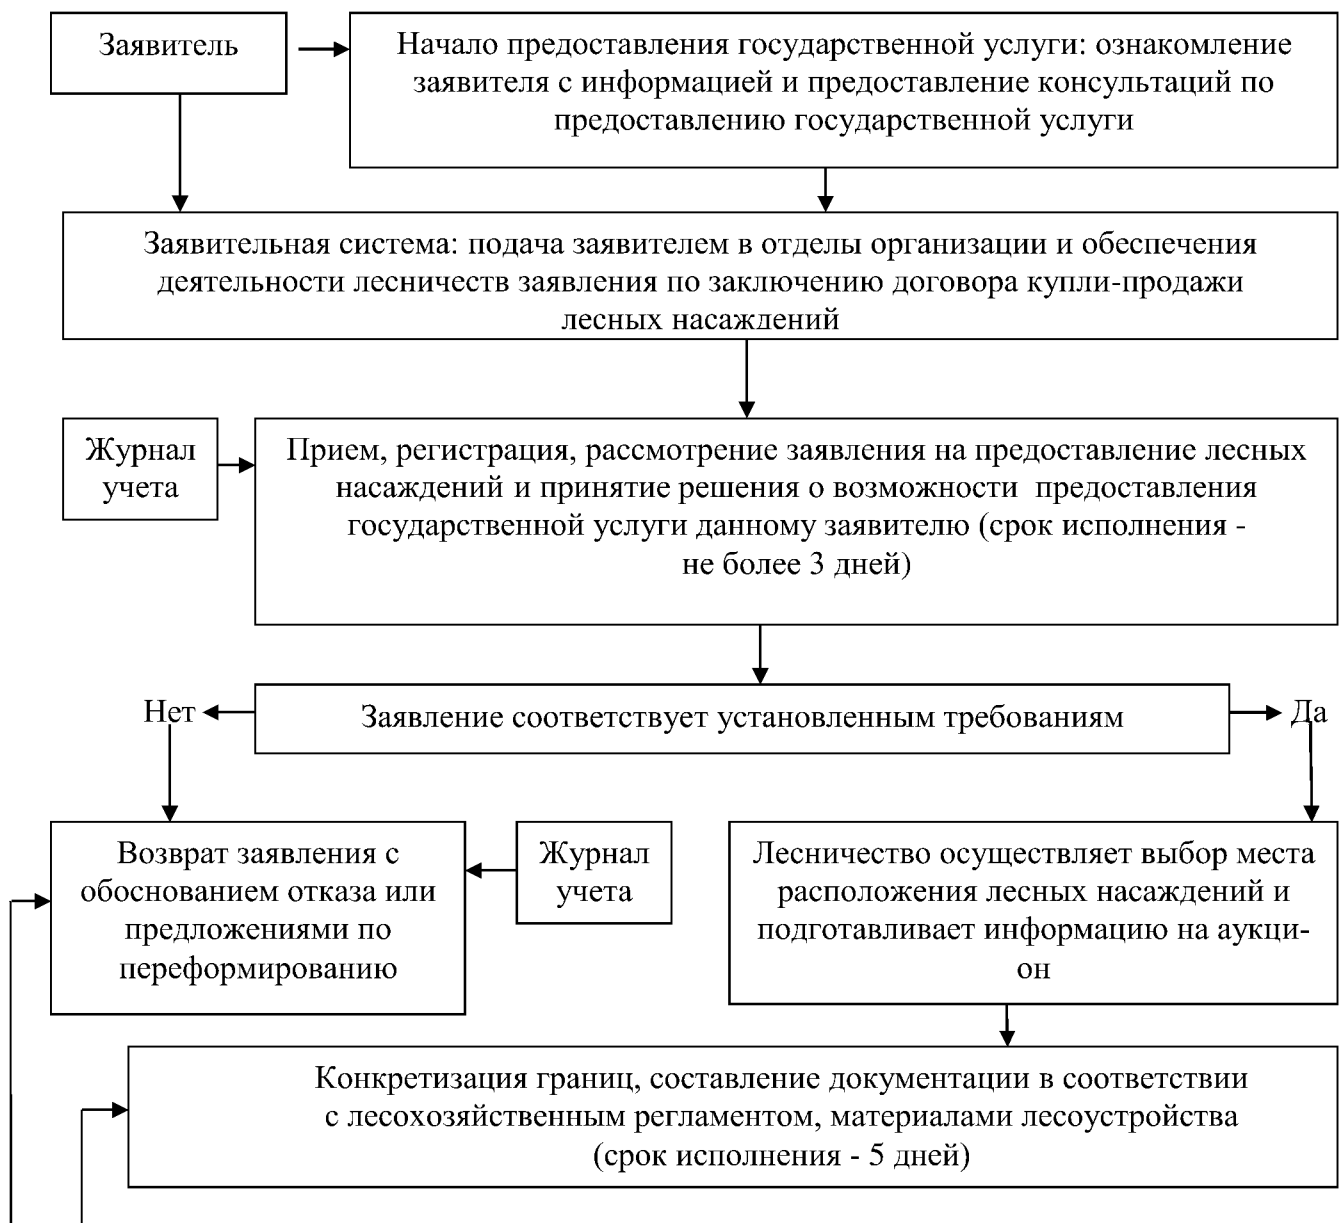 Заявитель
Начало предоставления государственной услуги: ознакомление
заявителя с информацией и предоставление консультаций по
предоставлению государственной услуги
Заявительная система: подача заявителем в отделы организации и обеспечения
деятельности лесничеств заявления по заключению договора купли-продажи
лесных насаждений
Журнал
учета
Прием, регистрация, рассмотрение заявления на предоставление лесных
насаждений и принятие решения о возможности предоставления
государственной услуги данному заявителю (срок исполнения -
не более 3 дней)
Нет
Заявление соответствует установленным требованиям
Да
Возврат заявления с
обоснованием отказа или
предложениями по
переформированию
Журнал
учета
Лесничество осуществляет выбор места
расположения лесных насаждений и
подготавливает информацию на аукци-
он
Конкретизация границ, составление документации в соответствии
с лесохозяйственным регламентом, материалами лесоустройства
(срок исполнения - 5 дней)